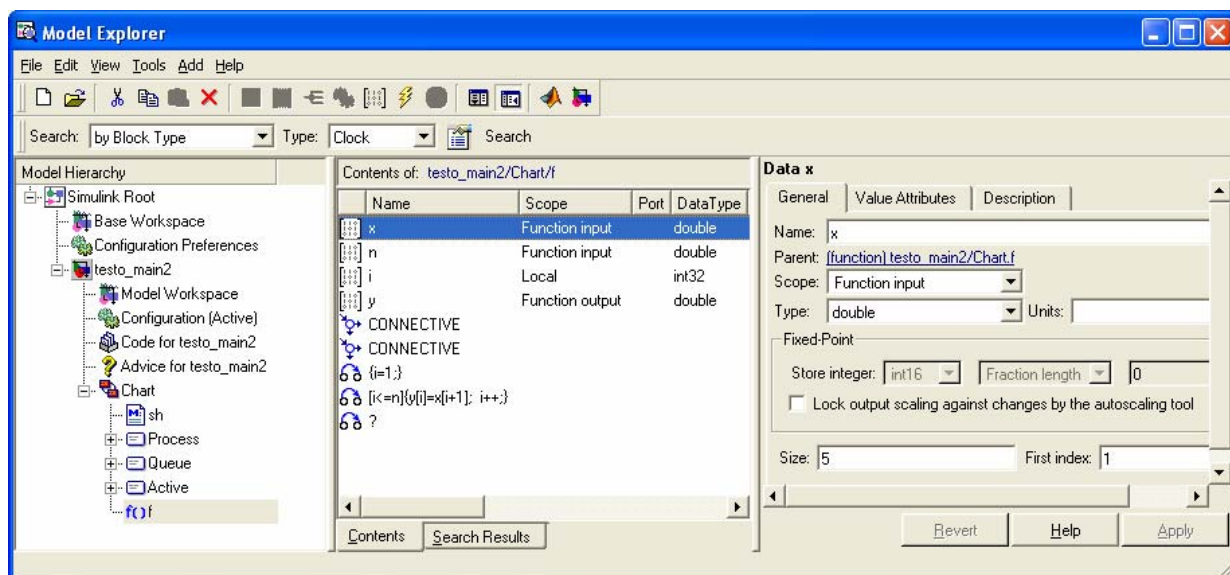 Model Explorer
File Edit View Tools Add Help
Search: by Block Type Type: Clock Search
Model Hierarchy
Simulink Root
Base Workspace
Configuration Preferences
testo_main2
Model Workspace
Configuration (Active)
Code for testo_main2
Advice for testo_main2
Chart
sh
Process
Queue
Active
f() f
Contents of: testo_main2/Chart/f
Name Scope Port DataType
x Function input double
n Function input double
i Local int32
y Function output double
CONNECTIVE
CONNECTIVE
{i=1;}
[i<=n]{y[i]=x[i+1]; i++;}
?
Contents Search Results
Data x
General Value Attributes Description
Name: x
Parent: (function) testo_main2/Chart.f
Scope: Function input
Type: double Units:
Fixed-Point
Store integer: int16 Fraction length 0
Lock output scaling against changes by the autoscaling tool
Size: 5 First index: 1
Revert Help Apply